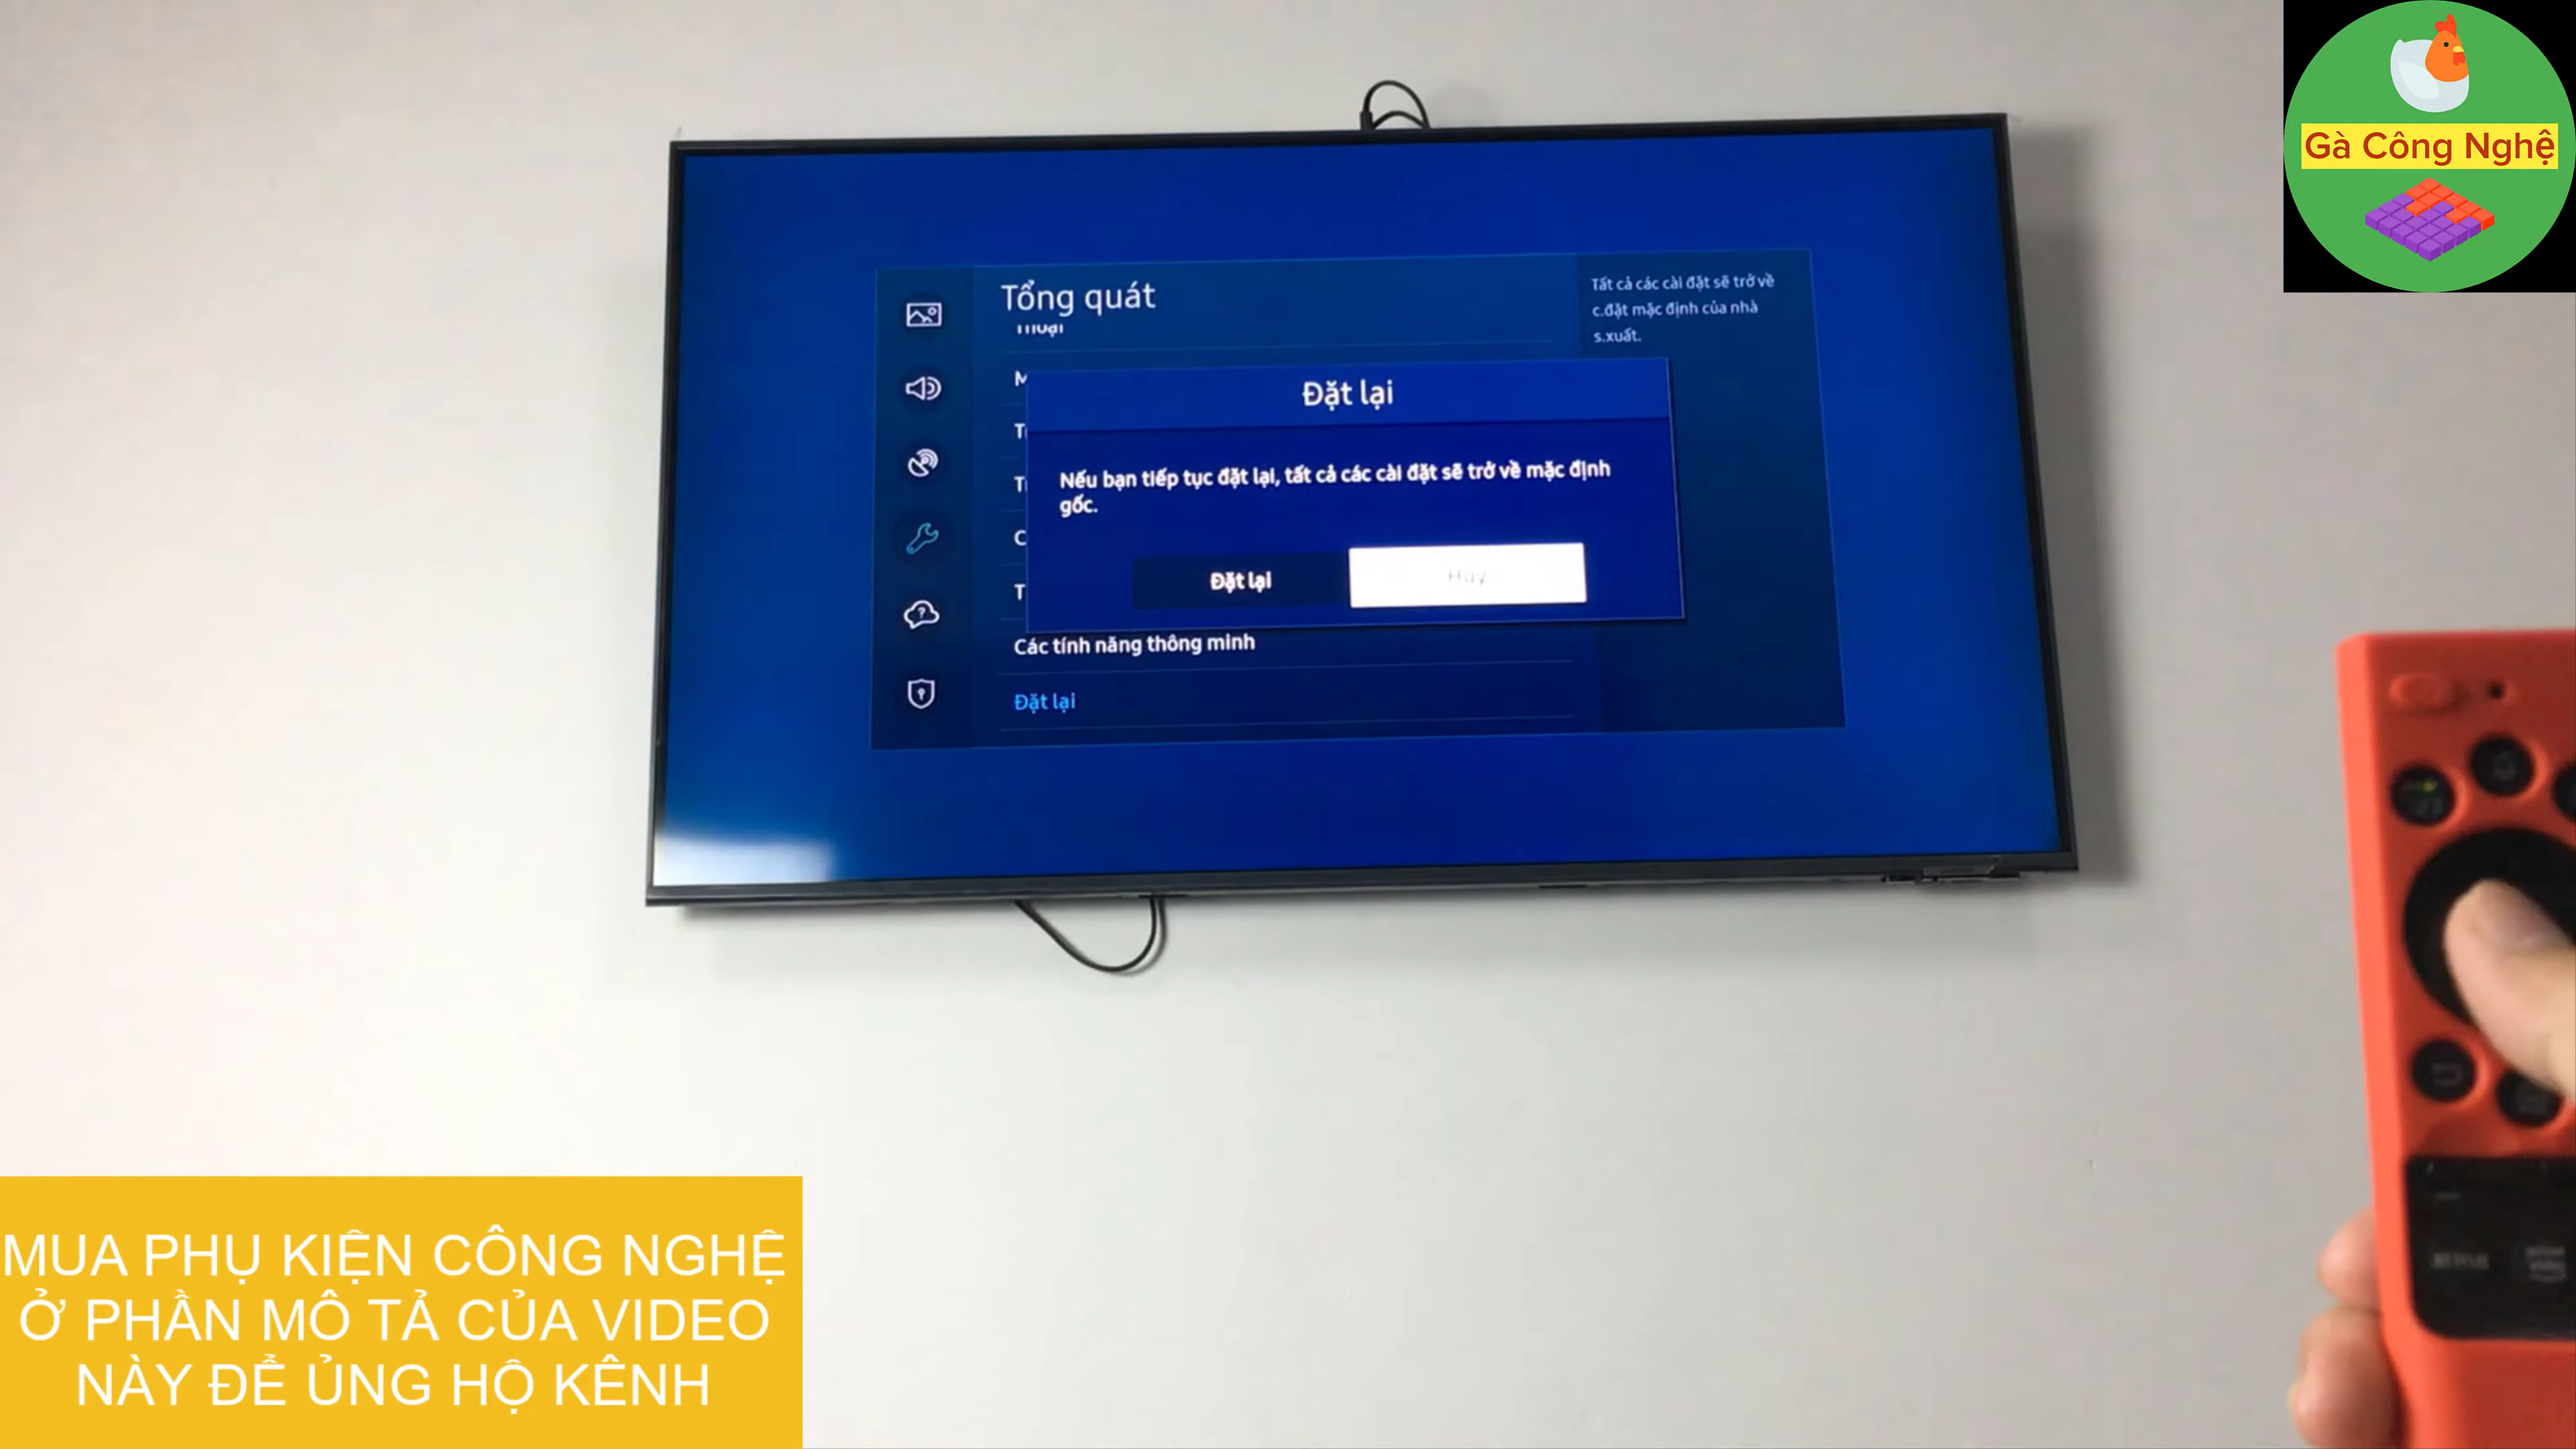 Gà Công Nghệ
Tổng quát
Tất cả các cài đặt sẽ trở về
c.đặt mặc định của nhà
s.xuất.
Đặt lại
Nếu bạn tiếp tục đặt lại, tất cả các cài đặt sẽ trở về mặc định
gốc.
Đặt lại
Huỷ
Các tính năng thông minh
Đặt lại
NETFLIX
MUA PHỤ KIỆN CÔNG NGHỆ
Ở PHẦN MÔ TẢ CỦA VIDEO
NÀY ĐỂ ỦNG HỘ KÊNH